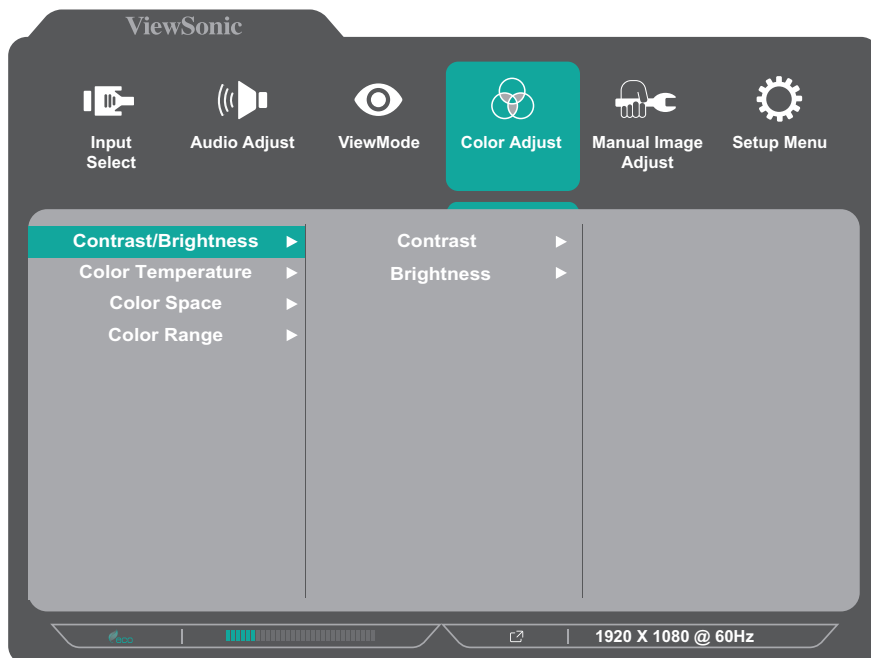 ViewSonic
Input Select
Audio Adjust
ViewMode
Color Adjust
Manual Image Adjust
Setup Menu
Contrast/Brightness
Color Temperature
Color Space
Color Range
Contrast
Brightness
eco
1920 X 1080 @ 60Hz